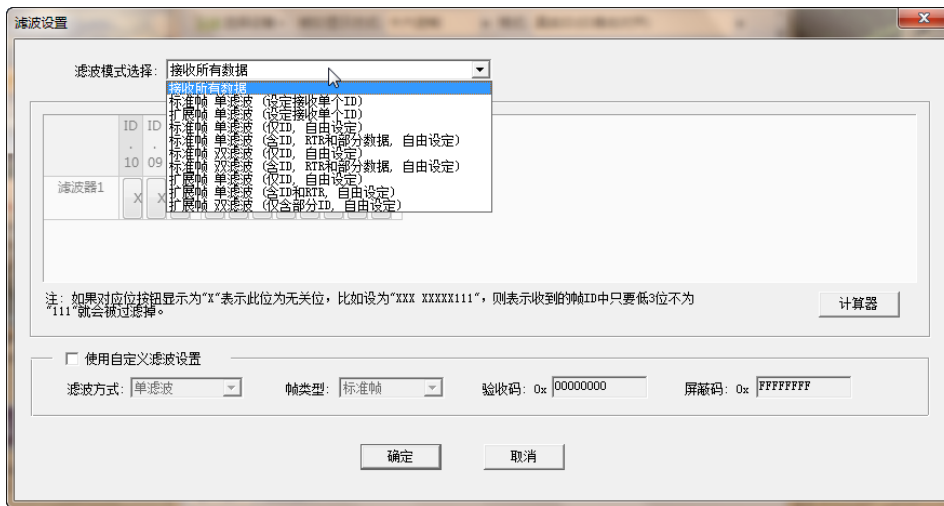 滤波设置
滤波模式选择: 接收所有数据
接收所有数据
标准帧 单滤波 (设定接收单个ID)
扩展帧 单滤波 (设定接收单个ID)
标准帧 单滤波 (仅ID, 自由设定)
标准帧 单滤波 (含ID, RTR和部分数据, 自由设定)
标准帧 双滤波 (仅ID, 自由设定)
标准帧 双滤波 (含ID, RTR和部分数据, 自由设定)
扩展帧 单滤波 (仅ID, 自由设定)
扩展帧 单滤波 (含ID和RTR, 自由设定)
扩展帧 双滤波 (仅含部分ID, 自由设定)
ID ID
. .
10 09
滤波器1 X X
注: 如果对应位按钮显示为"X"表示此位为无关位, 比如设为"XXX XXXXX111", 则表示收到的帧ID中只要低3位不为
"111"就会被过滤掉。
计算器
使用自定义滤波设置
滤波方式: 单滤波 帧类型: 标准帧 验收码: 0x 00000000 屏蔽码: 0x FFFFFFFF
确定 取消